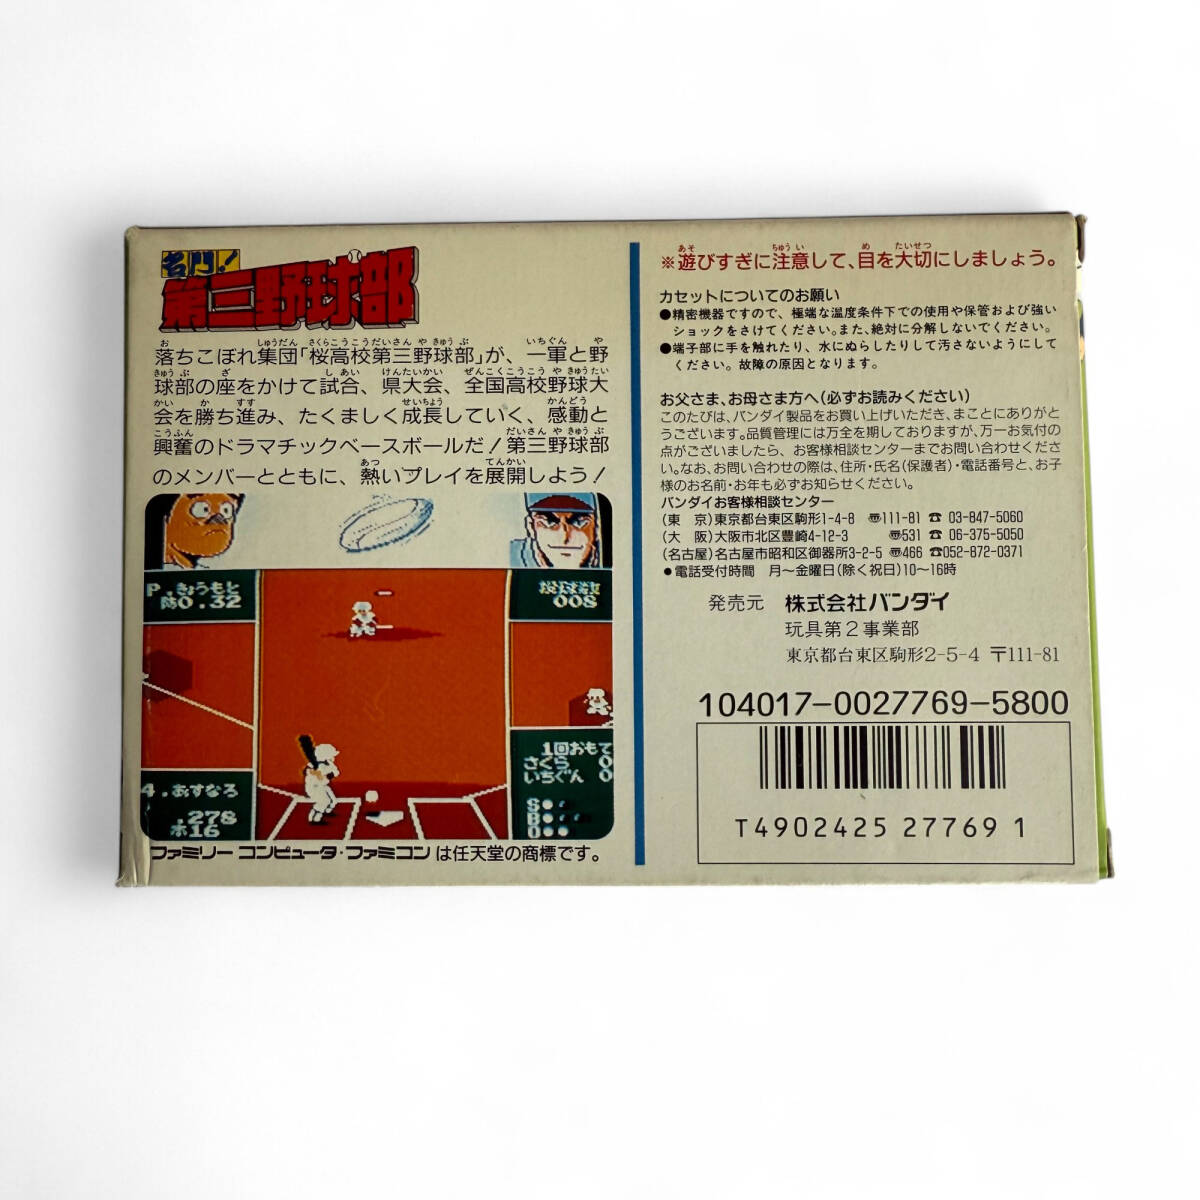 名門!
第三野球部
落ちこぼれ集団「桜高校第三野球部」が、一軍と野
球部の座をかけて試合、県大会、全国高校野球大
会を勝ち進み、たくましく成長していく、感動と
興奮のドラマチックベースボールだ!第三野球部
のメンバーとともに、熱いプレイを展開しよう!
P.きょうもと
防0.32
008
1回おもて
さくら 0
いちぐん 0
S
B
O
4.あすなろ
.278
ホ16
ファミリーコンピュータ・ファミコンは任天堂の商標です。
※遊びすぎに注意して、目を大切にしましょう。
カセットについてのお願い
●精密機器ですので、極端な温度条件下での使用や保管および強い
ショックをさけてください。また、絶対に分解しないでください。
●端子部に手を触れたり、水にぬらしたりして汚さないようにして
ください。故障の原因となります。
お父さま、お母さま方へ(必ずお読みください)
このたびは、バンダイ製品をお買い上げいただき、まことにありがと
うございます。品質管理には万全を期しておりますが、万一お気付の
点がございましたら、お客様相談センターまでお問い合わせくださ
い。なお、お問い合わせの際は、住所・氏名(保護者)・電話番号と、お子
様のお名前・お年も必ずお知らせください。
バンダイお客様相談センター
(東 京)東京都台東区駒形1-4-8 〠111-81 ☎ 03-847-5060
(大 阪)大阪市北区豊崎4-12-3 〠531 ☎ 06-375-5050
(名古屋)名古屋市昭和区御器所3-2-5 〠466 ☎052-872-0371
●電話受付時間 月〜金曜日(除く祝日)10〜16時
発売元 株式会社バンダイ
玩具第2事業部
東京都台東区駒形2-5-4 〒111-81
104017-0027769-5800
T4902425 27769 1